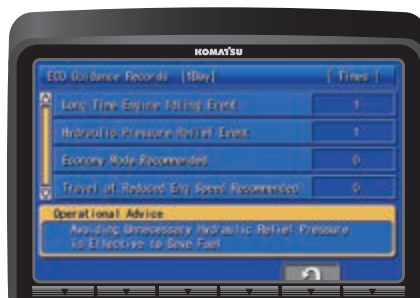 KOMATSU
ECO Guidance Records [1Day] [ Times ]
Long Time Engine Idling Event 1
Hydraulic Pressure Relief Event 1
Economy Mode Recommended 0
Travel at Reduced Eng Speed Recommended 0
Operational Advice
Avoiding Unnecessary Hydraulic Relief Pressure
is Effective to Save Fuel